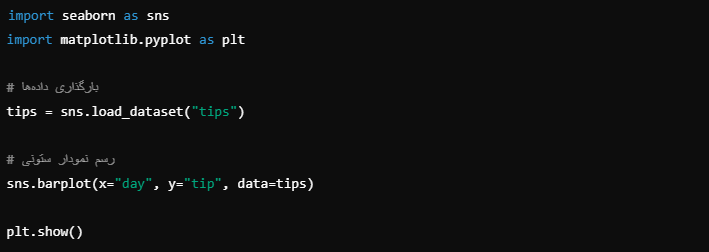 import seaborn as sns
import matplotlib.pyplot as plt
# بارگذاری داده‌ها
tips = sns.load_dataset("tips")
# رسم نمودار ستونی
sns.barplot(x="day", y="tip", data=tips)
plt.show()